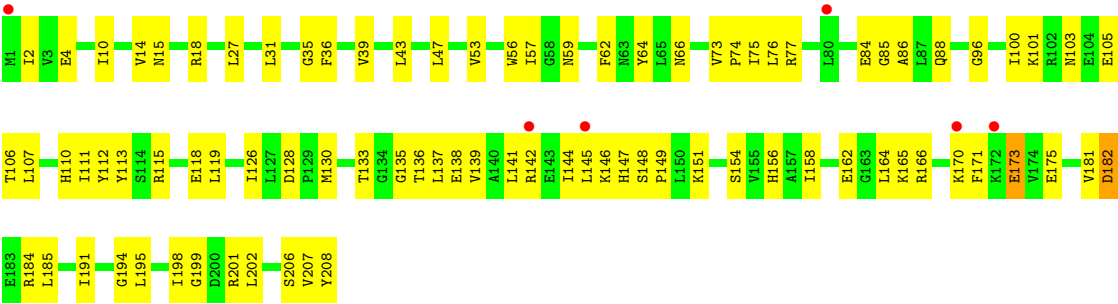 M1 I2 V3 E4 I10 V14 N15 R18 L27 L31 G35 F36 V39 L43 L47 V53 W56 I57 G58 N59 F62 N63 Y64 L65 N66 V73 P74 I75 L76 R77 L80 E84 G85 A86 L87 Q88 G96 I100 K101 R102 N103 E104 E105
T106 L107 H110 I111 Y112 Y113 S114 R115 E118 L119 I126 L127 D128 P129 M130 T133 G134 G135 T136 L137 E138 V139 A140 L141 R142 E143 I144 L145 K146 H147 S148 P149 L150 K151 S154 V155 H156 A157 I158 E162 G163 L164 K165 R166 K170 F171 K172 E173 V174 E175 V181 D182
E183 R184 L185 I191 G194 L195 I198 G199 D200 R201 L202 S206 V207 Y208